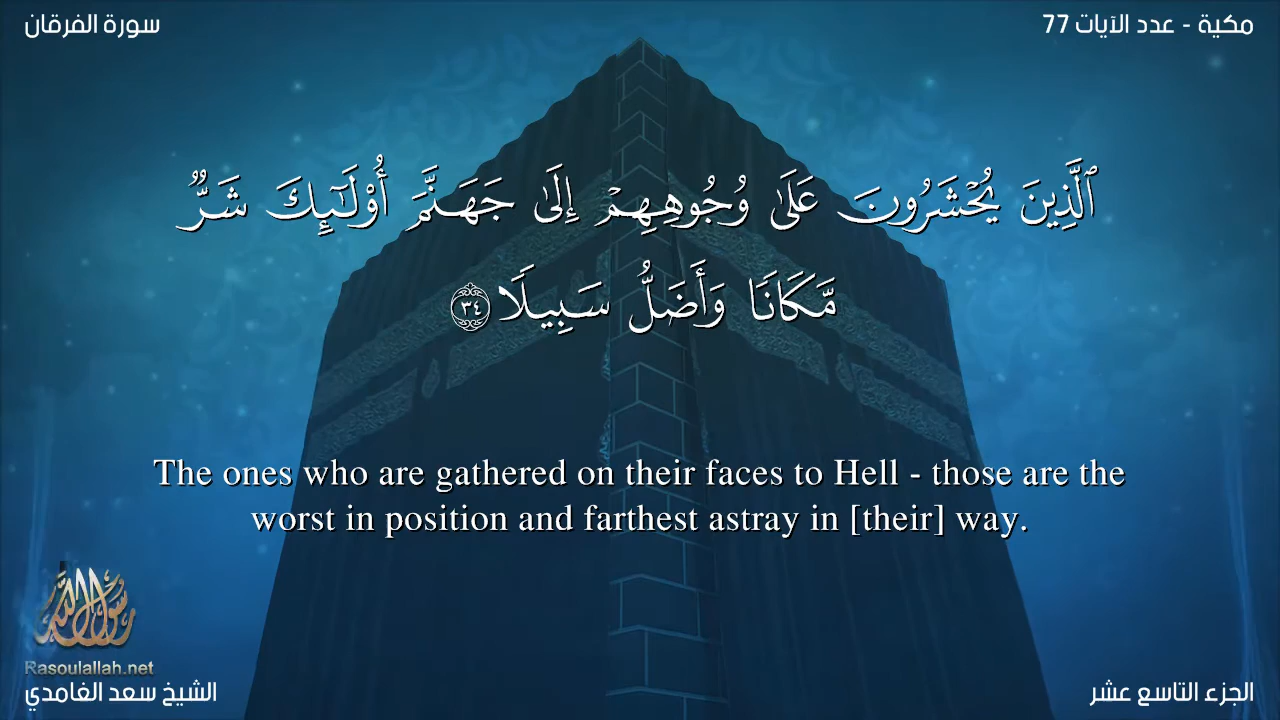 سورة الفرقان
مكية - عدد الآيات 77
ٱلَّذِينَ يُحْشَرُونَ عَلَىٰ وُجُوهِهِمْ إِلَىٰ جَهَنَّمَ أُو۟لَـٰٓئِكَ شَرٌّ
مَّكَانًا وَأَضَلُّ سَبِيلًا ٣٤
The ones who are gathered on their faces to Hell - those are the
worst in position and farthest astray in [their] way.
رسول الله
Rasoulallah.net
الشيخ سعد الغامدي
الجزء التاسع عشر